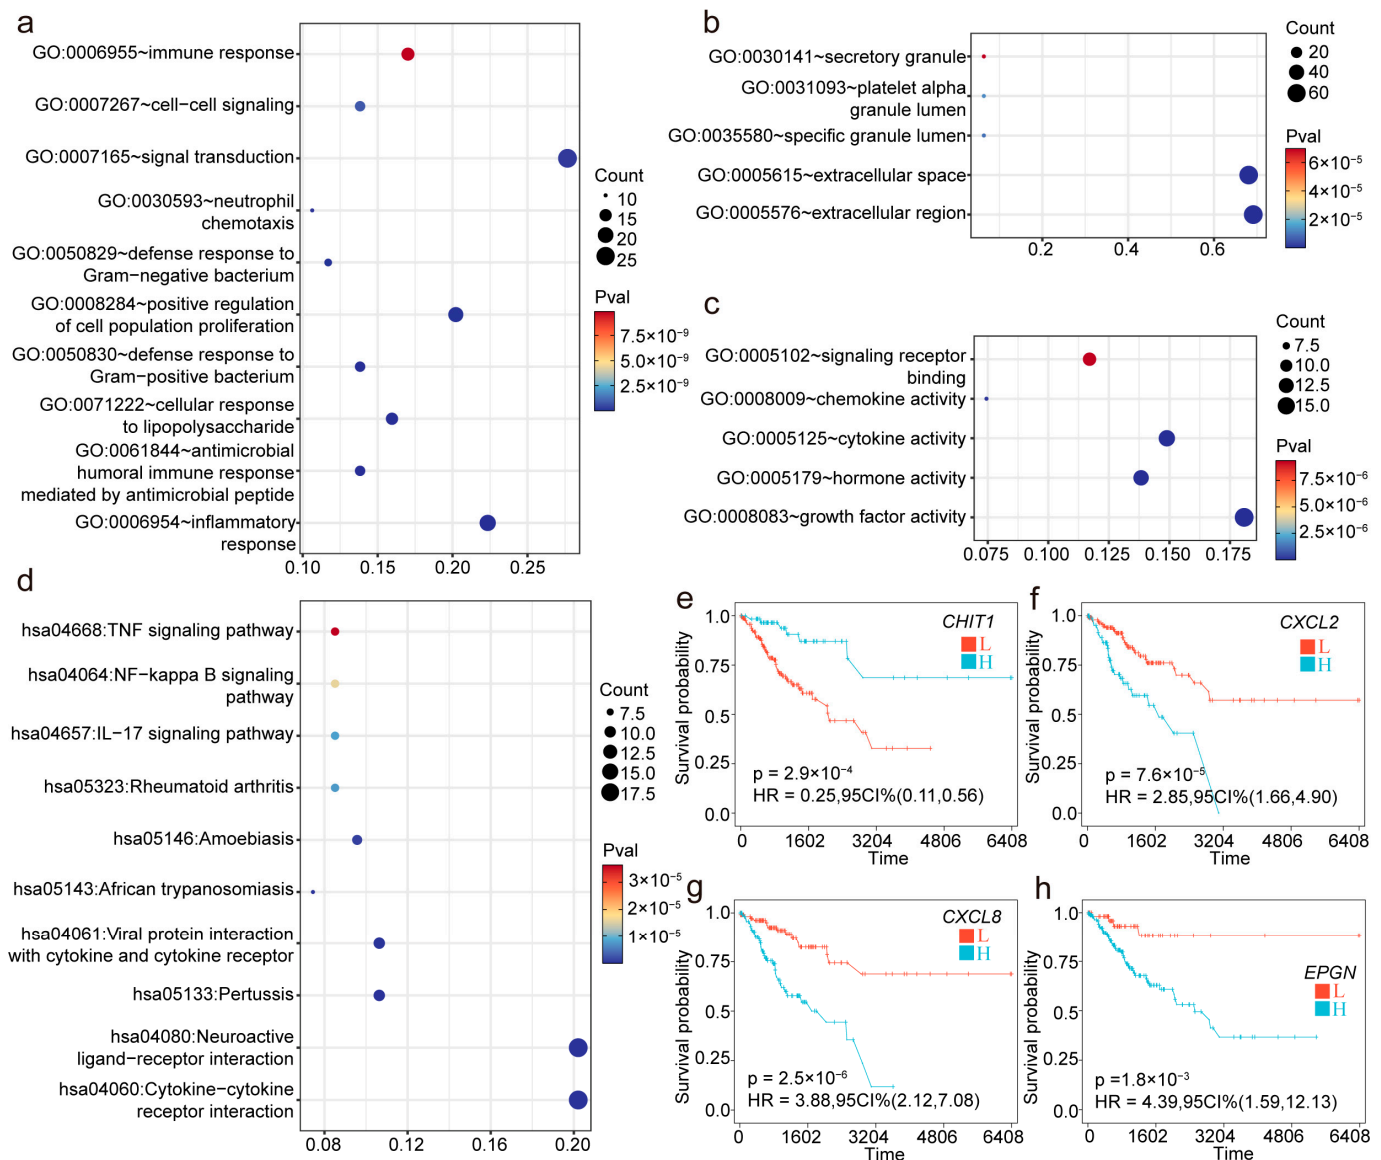 a
GO:0006955~immune response
GO:0007267~cell−cell signaling
GO:0007165~signal transduction
GO:0030593~neutrophil
chemotaxis
GO:0050829~defense response to
Gram−negative bacterium
GO:0008284~positive regulation
of cell population proliferation
GO:0050830~defense response to
Gram−positive bacterium
GO:0071222~cellular response
to lipopolysaccharide
GO:0061844~antimicrobial
humoral immune response
mediated by antimicrobial peptide
GO:0006954~inflammatory
response
0.10 0.15 0.20 0.25
Count
10
15
20
25
Pval
7.5×10⁻⁹
5.0×10⁻⁹
2.5×10⁻⁹
b
GO:0030141~secretory granule
GO:0031093~platelet alpha
granule lumen
GO:0035580~specific granule lumen
GO:0005615~extracellular space
GO:0005576~extracellular region
0.2 0.4 0.6
Count
20
40
60
Pval
6×10⁻⁵
4×10⁻⁵
2×10⁻⁵
c
GO:0005102~signaling receptor
binding
GO:0008009~chemokine activity
GO:0005125~cytokine activity
GO:0005179~hormone activity
GO:0008083~growth factor activity
0.075 0.100 0.125 0.150 0.175
Count
7.5
10.0
12.5
15.0
Pval
7.5×10⁻⁶
5.0×10⁻⁶
2.5×10⁻⁶
d
hsa04668:TNF signaling pathway
hsa04064:NF−kappa B signaling
pathway
hsa04657:IL−17 signaling pathway
hsa05323:Rheumatoid arthritis
hsa05146:Amoebiasis
hsa05143:African trypanosomiasis
hsa04061:Viral protein interaction
with cytokine and cytokine receptor
hsa05133:Pertussis
hsa04080:Neuroactive
ligand−receptor interaction
hsa04060:Cytokine−cytokine
receptor interaction
0.08 0.12 0.16 0.20
Count
7.5
10.0
12.5
15.0
17.5
Pval
3×10⁻⁵
2×10⁻⁵
1×10⁻⁵
e
Survival probability
1.0
0.75
0.5
0.25
0.0
CHIT1
L
H
p = 2.9×10⁻⁴
HR = 0.25,95CI%(0.11,0.56)
0 1602 3204 4806 6408
Time
f
Survival probability
1.0
0.75
0.5
0.25
0.0
CXCL2
L
H
p = 7.6×10⁻⁵
HR = 2.85,95CI%(1.66,4.90)
0 1602 3204 4806 6408
Time
g
Survival probability
1.0
0.75
0.5
0.25
0.0
CXCL8
L
H
p = 2.5×10⁻⁶
HR = 3.88,95CI%(2.12,7.08)
0 1602 3204 4806 6408
Time
h
Survival probability
1.0
0.75
0.5
0.25
0.0
EPGN
L
H
p =1.8×10⁻³
HR = 4.39,95CI%(1.59,12.13)
0 1602 3204 4806 6408
Time